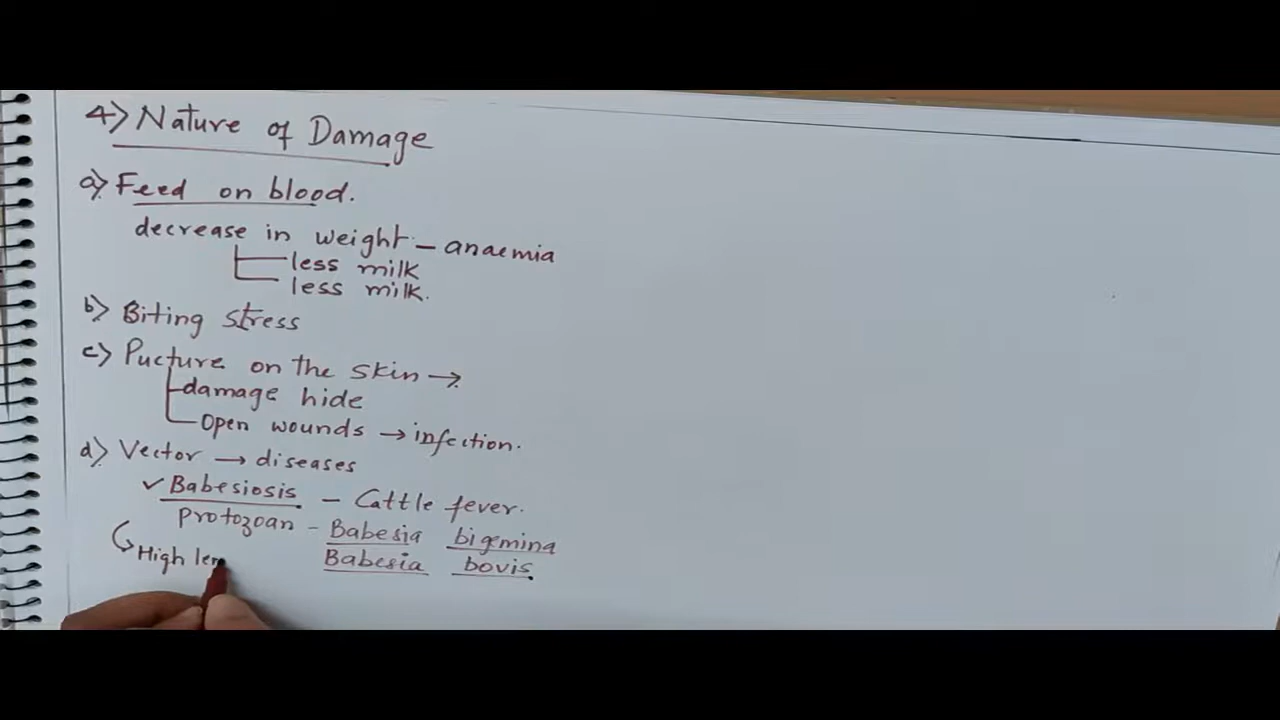 4) Nature of Damage
a) Feed on blood.
decrease in weight - anaemia
less milk
less milk.
b) Biting stress
c) Pucture on the skin →
damage hide
Open wounds → infection.
d) Vector → diseases
✓ Babesiosis - Cattle fever.
Protozoan - Babesia bigemina
Babesia bovis.
High